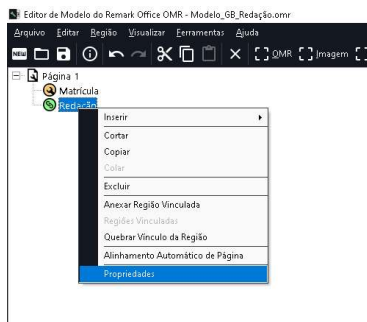 Editor de Modelo do Remark Office OMR - Modelo_GB_Redação.omr
Arquivo Editar Região Visualizar Ferramentas Ajuda
NEW OMR Imagem
Página 1
Matrícula
Redação
Inserir
Cortar
Copiar
Colar
Excluir
Anexar Região Vinculada
Regiões Vinculadas
Quebrar Vínculo da Região
Alinhamento Automático de Página
Propriedades